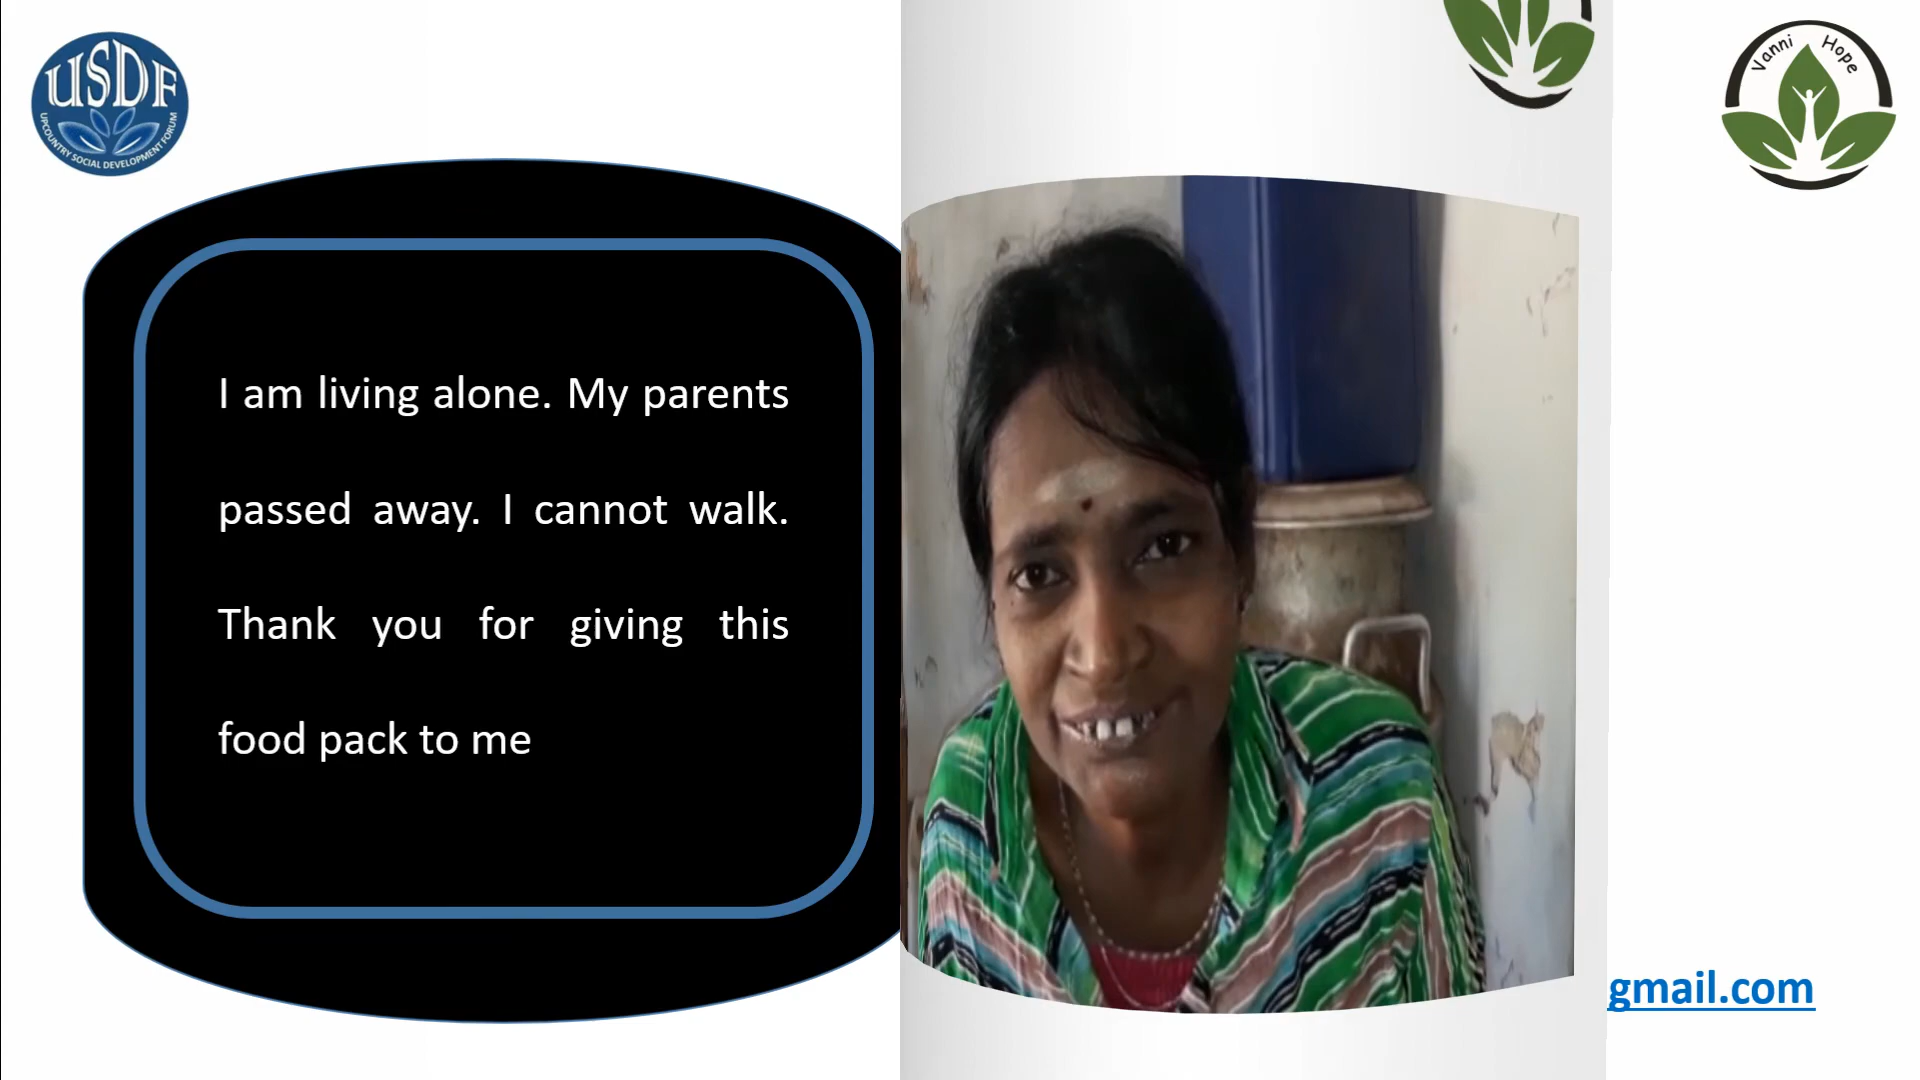 USDF
UPCOUNTRY SOCIAL DEVELOPMENT FORUM
Vanni Hope
I am living alone. My parents
passed away. I cannot walk.
Thank you for giving this
food pack to me
gmail.com